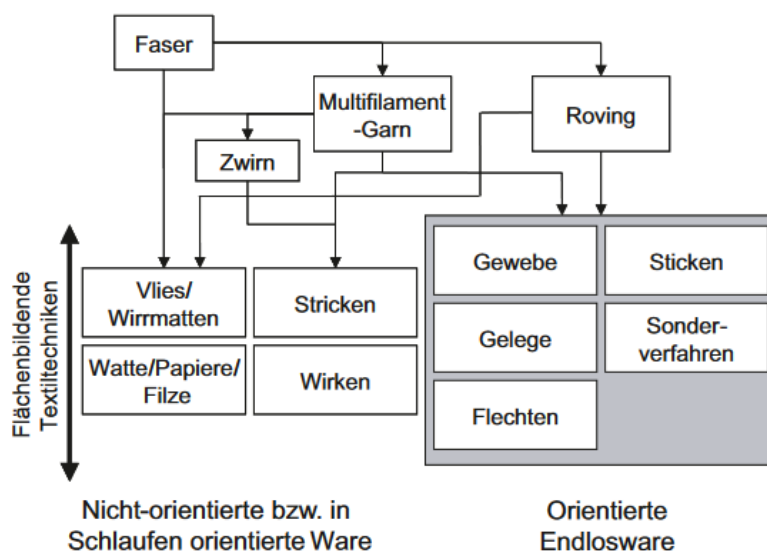 Faser
Multifilament
-Garn
Roving
Zwirn
Flächenbildende
Textiltechniken
Vlies/
Wirrmatten
Stricken
Watte/Papiere/
Filze
Wirken
Gewebe
Sticken
Gelege
Sonder-
verfahren
Flechten
Nicht-orientierte bzw. in
Schlaufen orientierte Ware
Orientierte
Endlosware